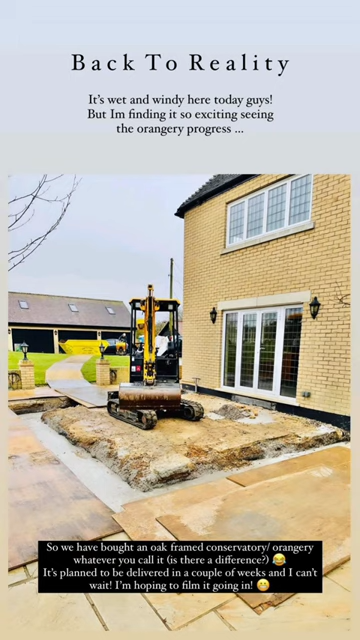 Back To Reality
It's wet and windy here today guys!
But Im finding it so exciting seeing
the orangery progress ...
So we have bought an oak framed conservatory/ orangery
whatever you call it (is there a difference?) 😂
It's planned to be delivered in a couple of weeks and I can't
wait! I'm hoping to film it going in! 😬